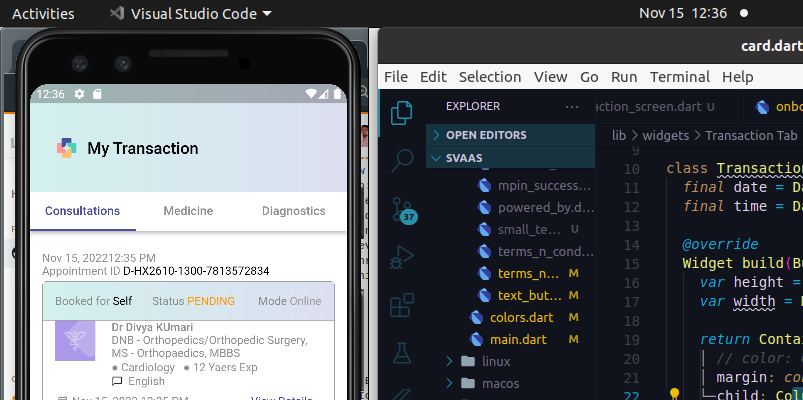 Activities
Visual Studio Code
Nov 15 12:36
12:36
My Transaction
Consultations
Medicine
Diagnostics
Nov 15, 202212:35 PM
Appointment ID D-HX2610-1300-7813572834
Booked for Self
Status PENDING
Mode Online
Dr Divya KUmari
DNB - Orthopedics/Orthopedic Surgery,
MS - Orthopaedics, MBBS
• Cardiology • 12 Yaers Exp
English
View Details
card.dart
File Edit Selection View Go Run Terminal Help
EXPLORER ...
action_screen.dart U
onbo
OPEN EDITORS
lib > widgets > Transaction Tab
SVAAS
mpin_success...
powered_by.d...
small_te... U
terms_n_cond...
terms_n... M
text_but... M
colors.dart M
main.dart M
linux
macos
37
9
10 class Transaction
11 final date = Da
12 final time = Da
13
14 @override
15 Widget build(Bu
16 var height =
17 var width =
18
19 return Contai
20 // color:
21 margin: co
22 child: Col